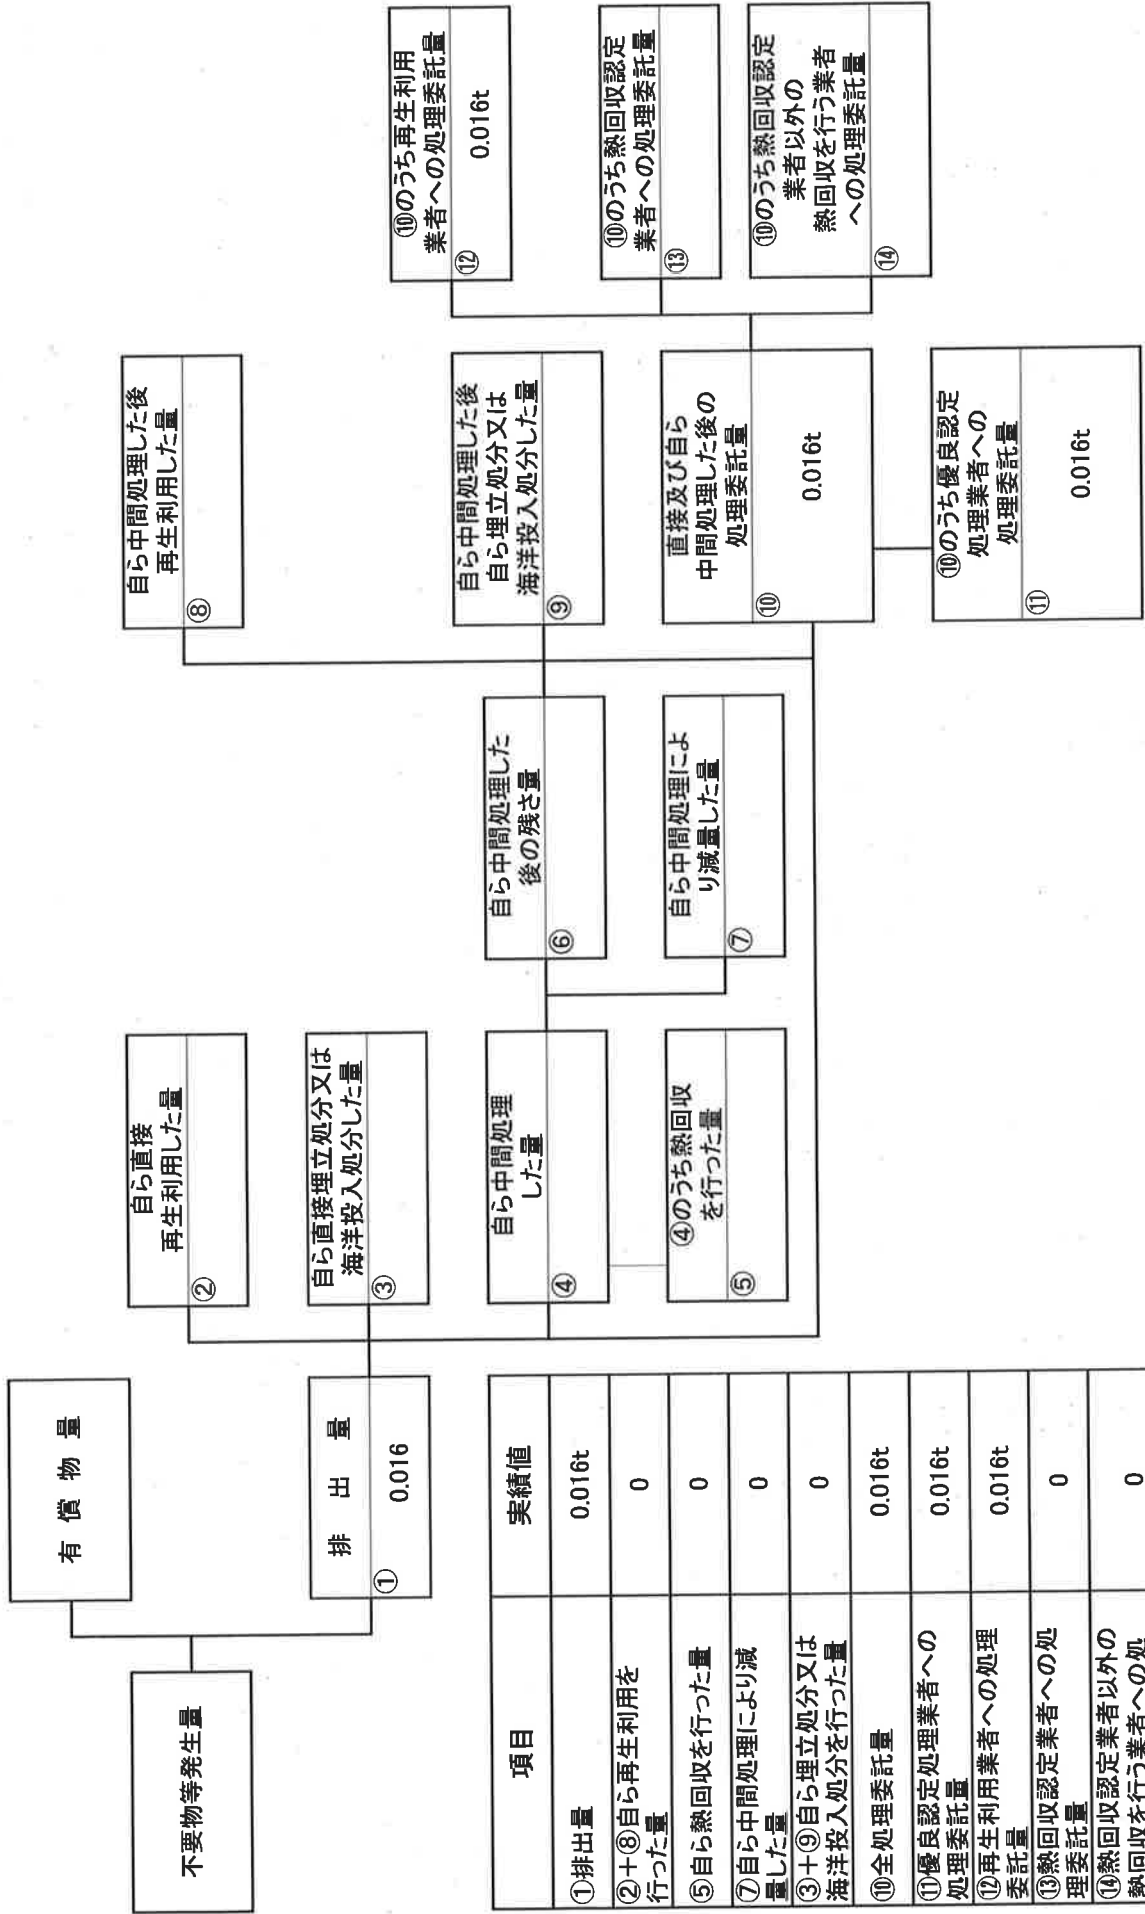 不要物等発生量
有償物量
排出量
①
0.016
自ら直接
再生利用した量
②
自ら直接埋立処分又は
海洋投入処分した量
③
自ら中間処理
した量
④
④のうち熱回収
を行った量
⑤
自ら中間処理した
後の残さ量
⑥
自ら中間処理によ
り減量した量
⑦
自ら中間処理した後
再生利用した量
⑧
自ら中間処理した後
自ら埋立処分又は
海洋投入処分した量
⑨
直接及び自ら
中間処理した後の
処理委託量
⑩
0.016t
⑩のうち優良認定
処理業者への
処理委託量
⑪
0.016t
⑩のうち再生利用
業者への処理委託量
⑫
0.016t
⑩のうち熱回収認定
業者への処理委託量
⑬
⑩のうち熱回収認定
業者以外の
熱回収を行う業者
への処理委託量
⑭
項目 実績値
①排出量 0.016t
②+⑧自ら再生利用を
行った量 0
⑤自ら熱回収を行った量 0
⑦自ら中間処理により減
量した量 0
③+⑨自ら埋立処分又は
海洋投入処分を行った量 0
⑩全処理委託量 0.016t
⑪優良認定処理業者への
処理委託量 0.016t
⑫再生利用業者への処理
委託量 0.016t
⑬熱回収認定業者への処
理委託量 0
⑭熱回収認定業者以外の
熱回収を行う業者への処 0